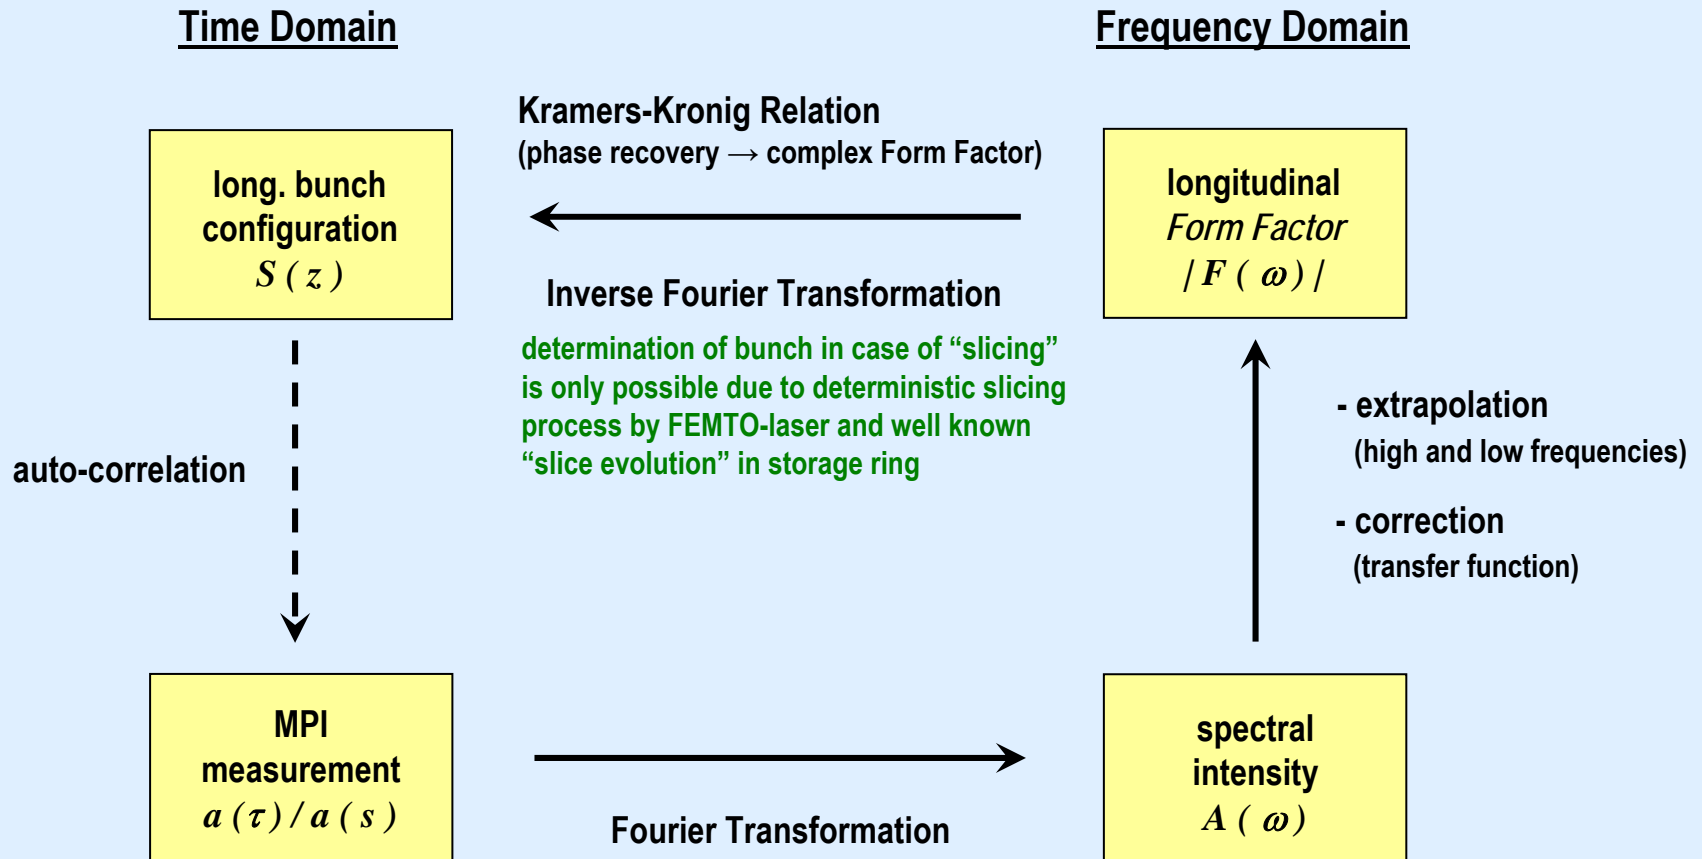 Time Domain
Frequency Domain
Kramers-Kronig Relation
(phase recovery → complex Form Factor)
long. bunch
configuration
S ( z )
longitudinal
Form Factor
| F ( ω) |
Inverse Fourier Transformation
determination of bunch in case of “slicing”
is only possible due to deterministic slicing
process by FEMTO-laser and well known
“slice evolution” in storage ring
auto-correlation
- extrapolation
(high and low frequencies)
- correction
(transfer function)
MPI
measurement
a (τ) / a ( s )
Fourier Transformation
spectral
intensity
A ( ω)